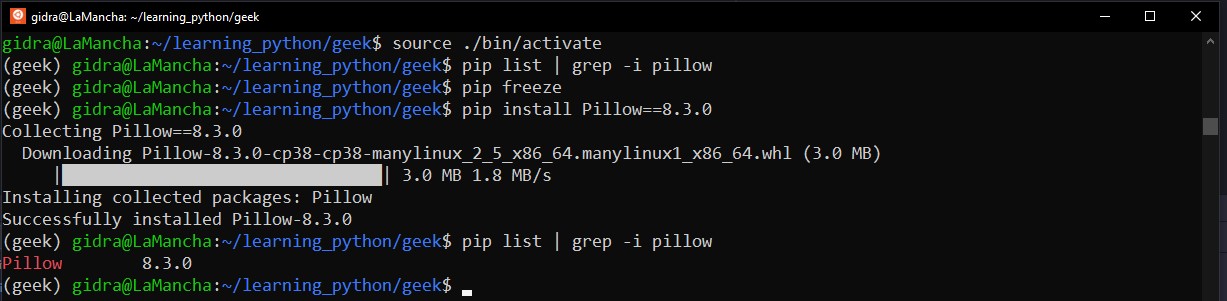 gidra@LaMancha: ~/learning_python/geek
gidra@LaMancha:~/learning_python/geek$ source ./bin/activate
(geek) gidra@LaMancha:~/learning_python/geek$ pip list | grep -i pillow
(geek) gidra@LaMancha:~/learning_python/geek$ pip freeze
(geek) gidra@LaMancha:~/learning_python/geek$ pip install Pillow==8.3.0
Collecting Pillow==8.3.0
  Downloading Pillow-8.3.0-cp38-cp38-manylinux_2_5_x86_64.manylinux1_x86_64.whl (3.0 MB)
     |████████████████████████████████| 3.0 MB 1.8 MB/s
Installing collected packages: Pillow
Successfully installed Pillow-8.3.0
(geek) gidra@LaMancha:~/learning_python/geek$ pip list | grep -i pillow
Pillow        8.3.0
(geek) gidra@LaMancha:~/learning_python/geek$